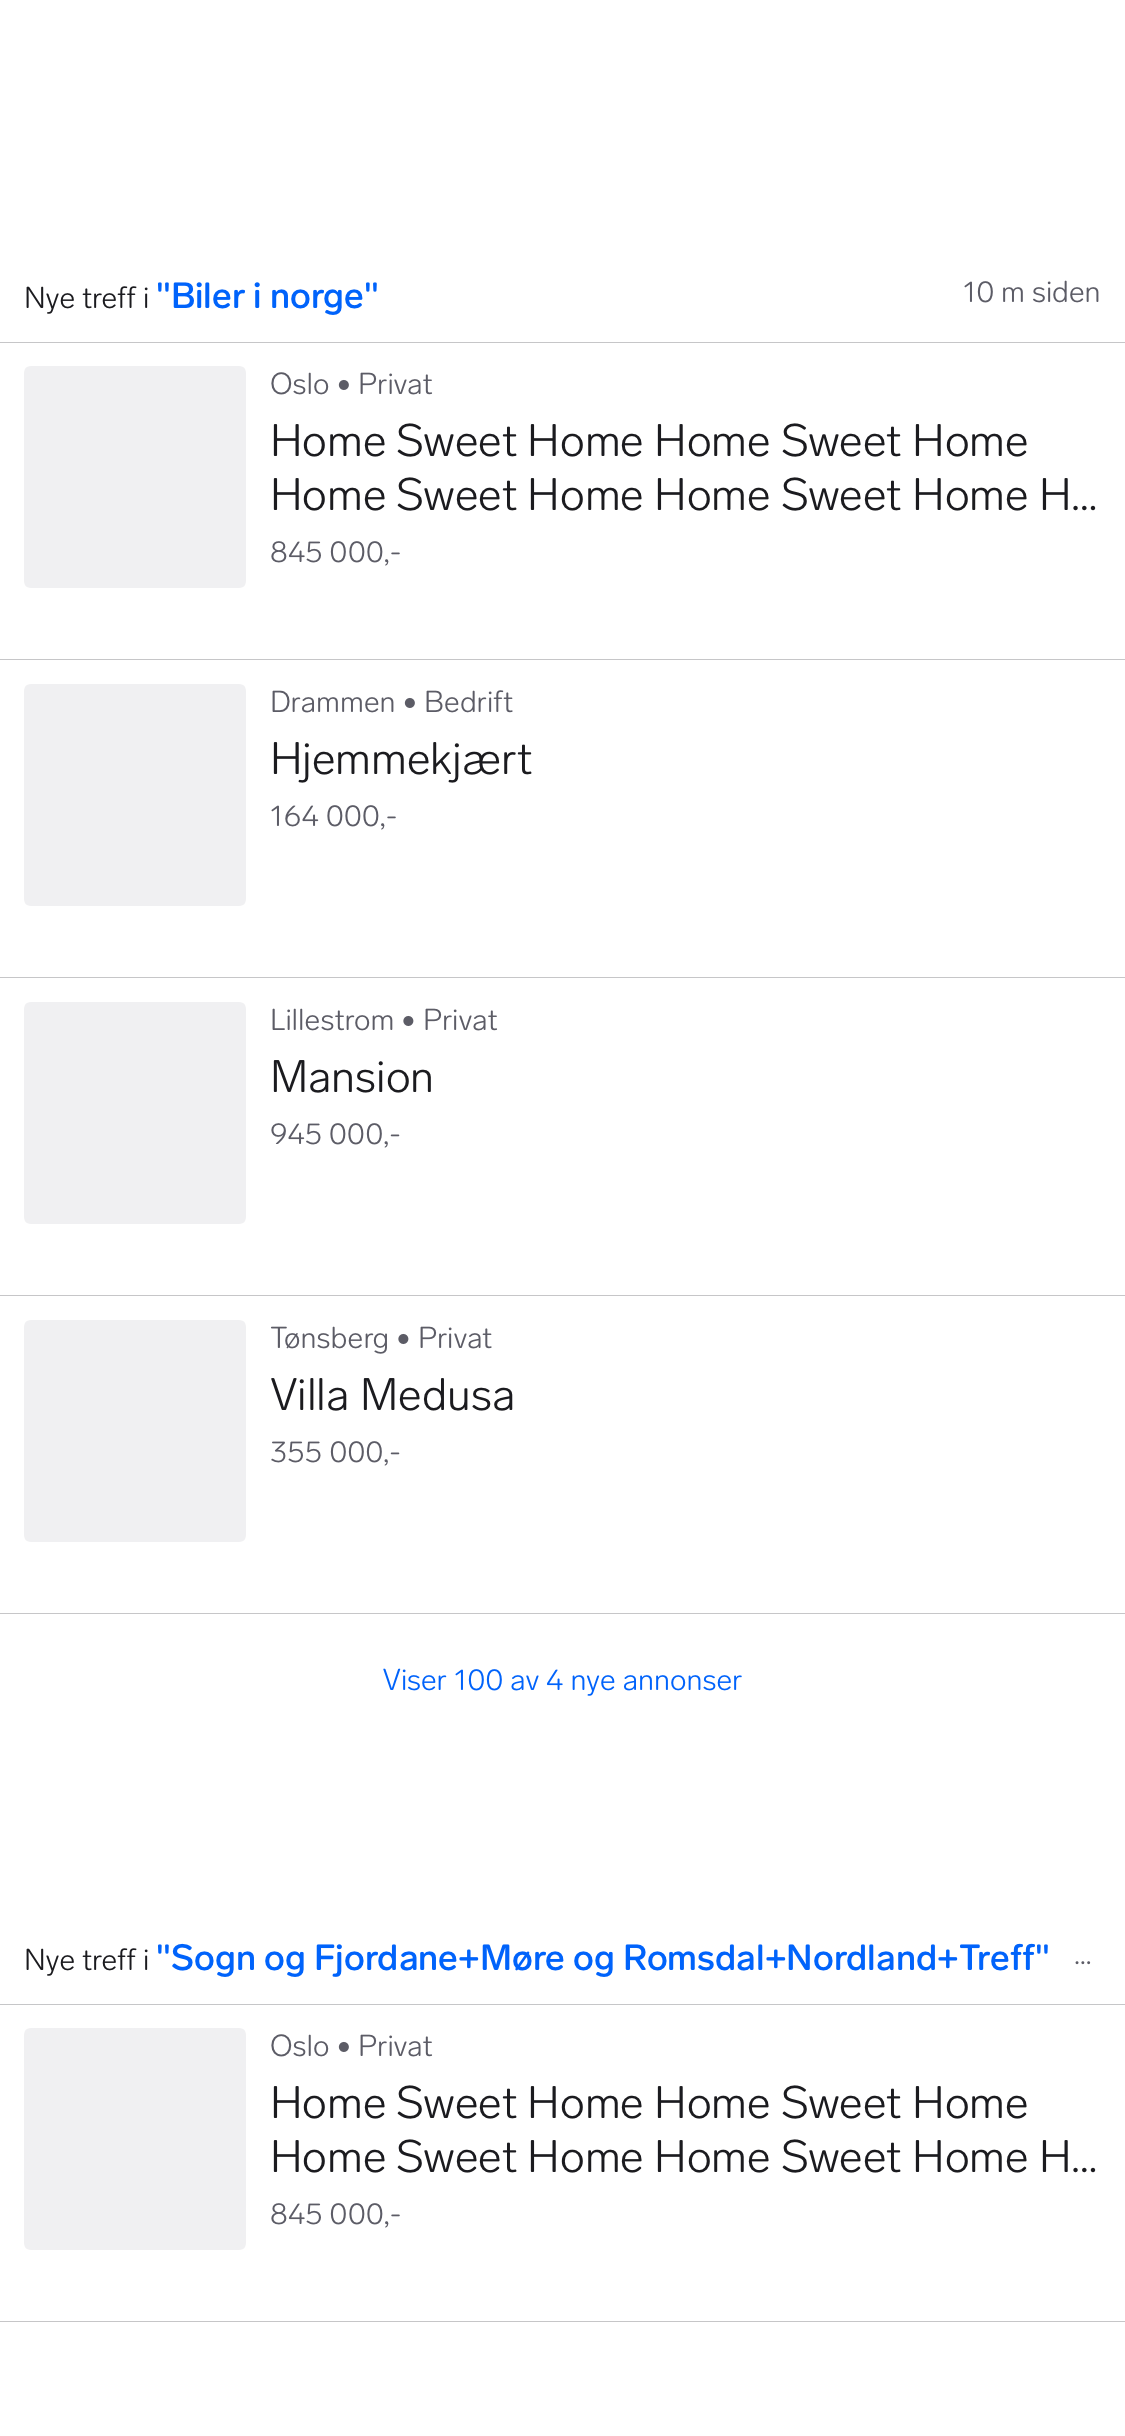 Nye treff i "Biler i norge"
10 m siden
Oslo • Privat
Home Sweet Home Home Sweet Home
Home Sweet Home Home Sweet Home H...
845 000,-
Drammen • Bedrift
Hjemmekjært
164 000,-
Lillestrom • Privat
Mansion
945 000,-
Tønsberg • Privat
Villa Medusa
355 000,-
Viser 100 av 4 nye annonser
Nye treff i "Sogn og Fjordane+Møre og Romsdal+Nordland+Treff" ...
Oslo • Privat
Home Sweet Home Home Sweet Home
Home Sweet Home Home Sweet Home H...
845 000,-